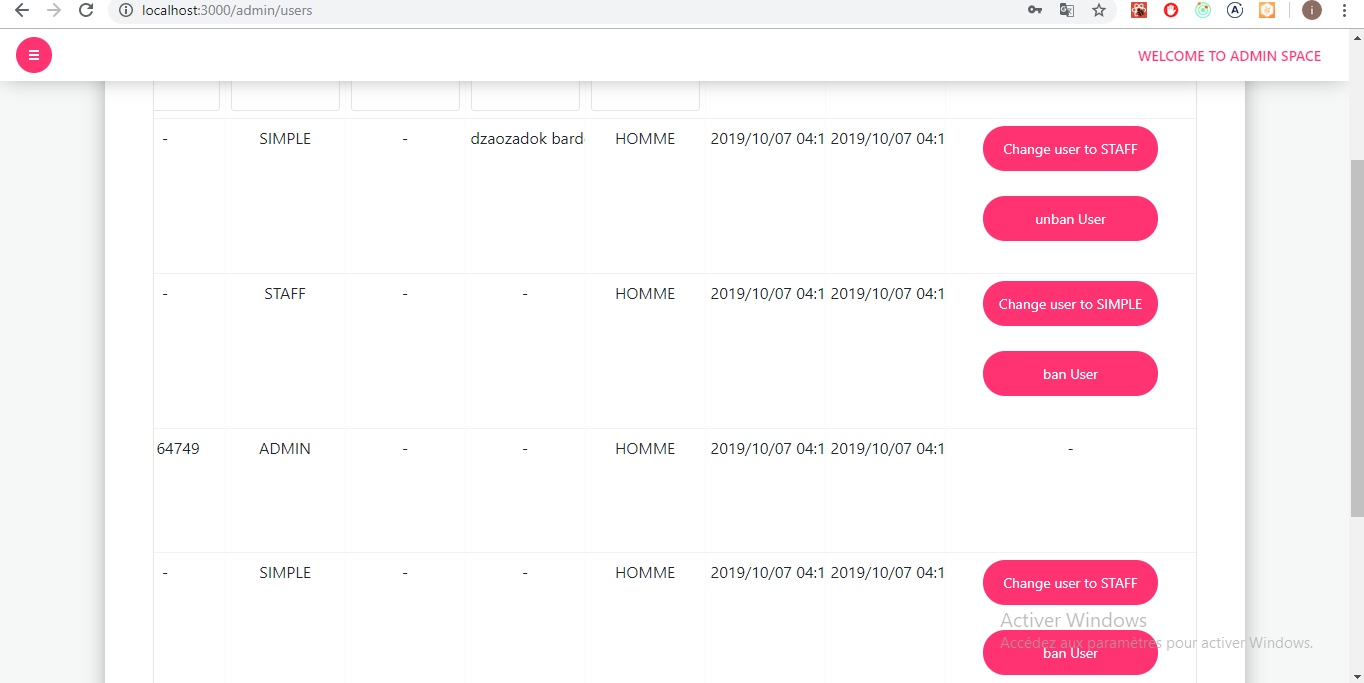 localhost:3000/admin/users
WELCOME TO ADMIN SPACE
- SIMPLE - dzaozadok bard HOMME 2019/10/07 04:1 2019/10/07 04:1 Change user to STAFF
unban User
- STAFF - - HOMME 2019/10/07 04:1 2019/10/07 04:1 Change user to SIMPLE
ban User
64749 ADMIN - - HOMME 2019/10/07 04:1 2019/10/07 04:1 -
- SIMPLE - - HOMME 2019/10/07 04:1 2019/10/07 04:1 Change user to STAFF
Activer Windows
Accédez aux paramètres pour activer Windows.
ban User